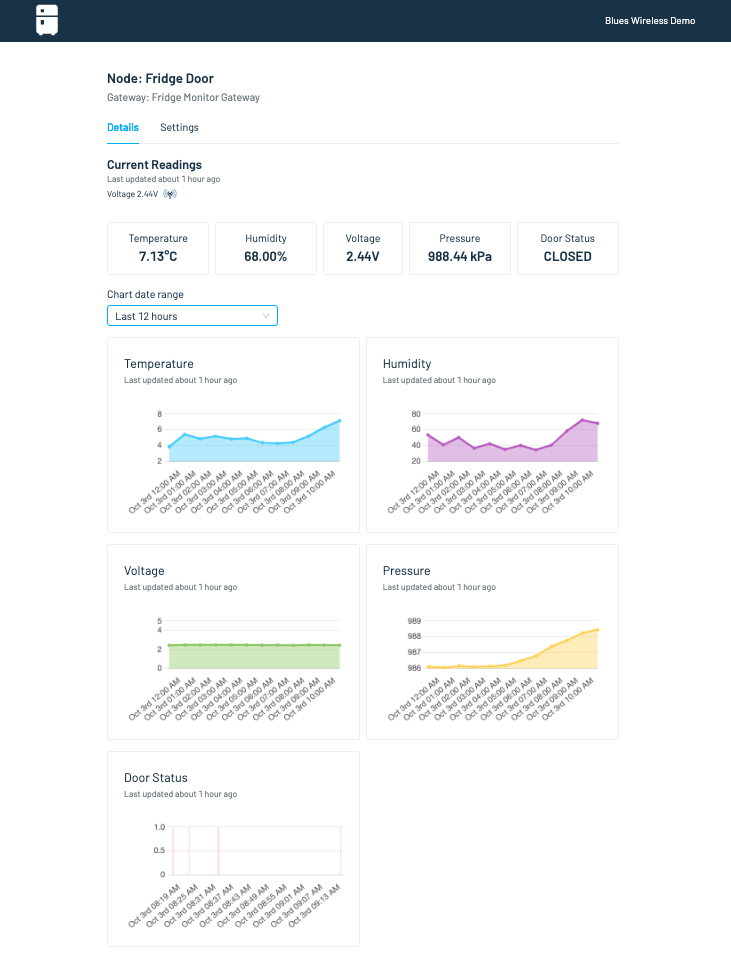 Blues Wireless Demo
Node: Fridge Door
Gateway: Fridge Monitor Gateway
Details Settings
Current Readings
Last updated about 1 hour ago
Voltage 2.44V
Temperature
7.13°C
Humidity
68.00%
Voltage
2.44V
Pressure
988.44 kPa
Door Status
CLOSED
Chart date range
Last 12 hours
Temperature
Last updated about 1 hour ago
8
6
4
2
Oct 3rd 12:00 AM
Oct 3rd 01:00 AM
Oct 3rd 02:00 AM
Oct 3rd 03:00 AM
Oct 3rd 04:00 AM
Oct 3rd 05:00 AM
Oct 3rd 06:00 AM
Oct 3rd 07:00 AM
Oct 3rd 08:00 AM
Oct 3rd 09:00 AM
Oct 3rd 10:00 AM
Humidity
Last updated about 1 hour ago
80
60
40
20
Oct 3rd 12:00 AM
Oct 3rd 01:00 AM
Oct 3rd 02:00 AM
Oct 3rd 03:00 AM
Oct 3rd 04:00 AM
Oct 3rd 05:00 AM
Oct 3rd 06:00 AM
Oct 3rd 07:00 AM
Oct 3rd 08:00 AM
Oct 3rd 09:00 AM
Oct 3rd 10:00 AM
Voltage
Last updated about 1 hour ago
5
4
2
0
Oct 3rd 12:00 AM
Oct 3rd 01:00 AM
Oct 3rd 02:00 AM
Oct 3rd 03:00 AM
Oct 3rd 04:00 AM
Oct 3rd 05:00 AM
Oct 3rd 06:00 AM
Oct 3rd 07:00 AM
Oct 3rd 08:00 AM
Oct 3rd 09:00 AM
Oct 3rd 10:00 AM
Pressure
Last updated about 1 hour ago
989
988
987
986
Oct 3rd 12:00 AM
Oct 3rd 01:00 AM
Oct 3rd 02:00 AM
Oct 3rd 03:00 AM
Oct 3rd 04:00 AM
Oct 3rd 05:00 AM
Oct 3rd 06:00 AM
Oct 3rd 07:00 AM
Oct 3rd 08:00 AM
Oct 3rd 09:00 AM
Oct 3rd 10:00 AM
Door Status
Last updated about 1 hour ago
1.0
0.5
0
Oct 3rd 08:19 AM
Oct 3rd 08:25 AM
Oct 3rd 08:31 AM
Oct 3rd 08:37 AM
Oct 3rd 08:43 AM
Oct 3rd 08:49 AM
Oct 3rd 08:55 AM
Oct 3rd 09:01 AM
Oct 3rd 09:07 AM
Oct 3rd 09:13 AM